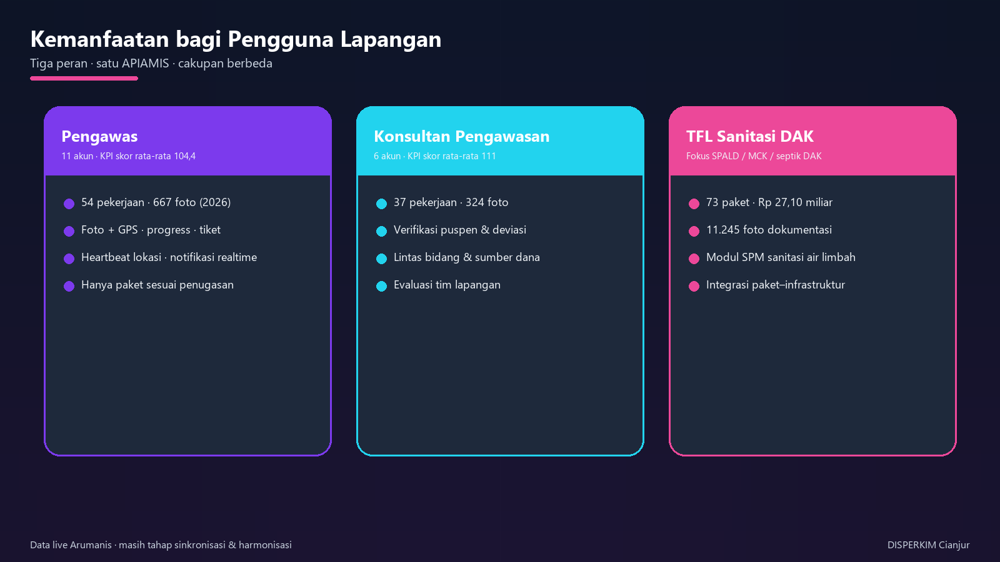 Kemanfaatan bagi Pengguna Lapangan
Tiga peran · satu APIAMIS · cakupan berbeda
Pengawas
11 akun · KPI skor rata-rata 104,4
54 pekerjaan · 667 foto (2026)
Foto + GPS · progress · tiket
Heartbeat lokasi · notifikasi realtime
Hanya paket sesuai penugasan
Konsultan Pengawasan
6 akun · KPI skor rata-rata 111
37 pekerjaan · 324 foto
Verifikasi puspen & deviasi
Lintas bidang & sumber dana
Evaluasi tim lapangan
TFL Sanitasi DAK
Fokus SPALD / MCK / septik DAK
73 paket · Rp 27,10 miliar
11.245 foto dokumentasi
Modul SPM sanitasi air limbah
Integrasi paket–infrastruktur
Data live Arumanis · masih tahap sinkronisasi & harmonisasi
DISPERKIM Cianjur